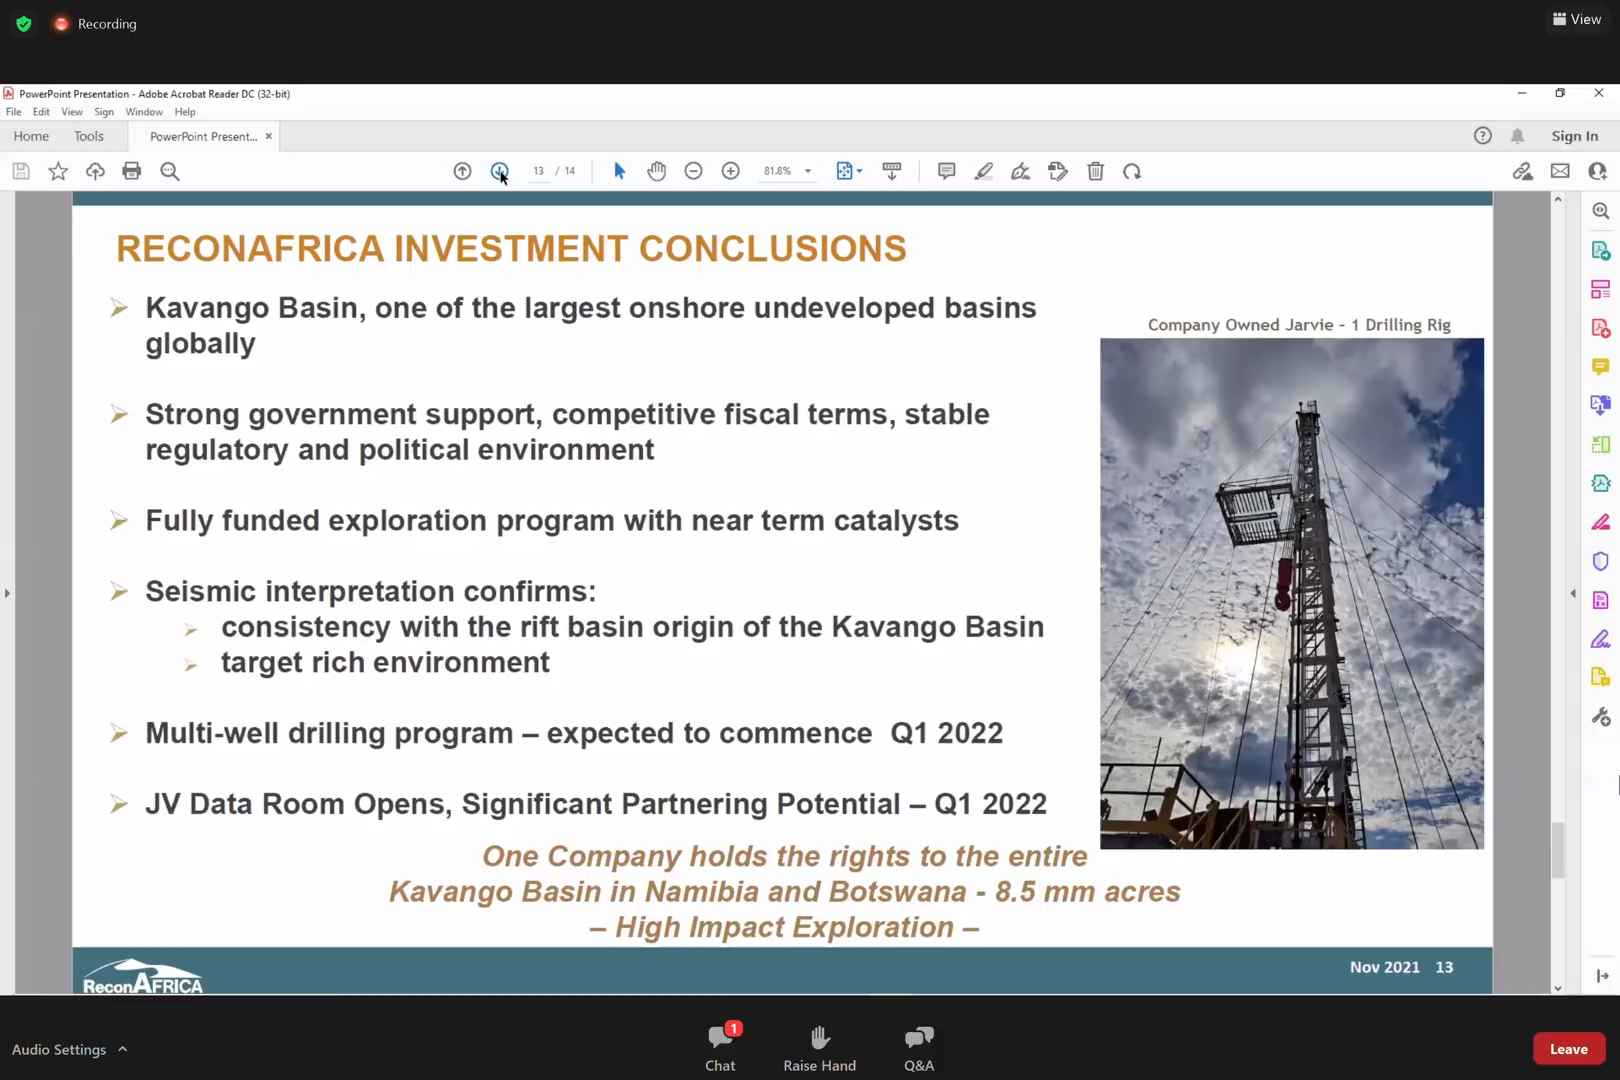 Recording
View
PowerPoint Presentation - Adobe Acrobat Reader DC (32-bit)
File Edit View Sign Window Help
Home Tools PowerPoint Present... ×
Sign In
13 / 14
81.8%
RECONAFRICA INVESTMENT CONCLUSIONS
Kavango Basin, one of the largest onshore undeveloped basins
globally
Company Owned Jarvie - 1 Drilling Rig
Strong government support, competitive fiscal terms, stable
regulatory and political environment
Fully funded exploration program with near term catalysts
Seismic interpretation confirms:
consistency with the rift basin origin of the Kavango Basin
target rich environment
Multi-well drilling program – expected to commence Q1 2022
JV Data Room Opens, Significant Partnering Potential – Q1 2022
One Company holds the rights to the entire
Kavango Basin in Namibia and Botswana - 8.5 mm acres
– High Impact Exploration –
ReconAFRICA
Nov 2021 13
Audio Settings
1
Chat
Raise Hand
Q&A
Leave